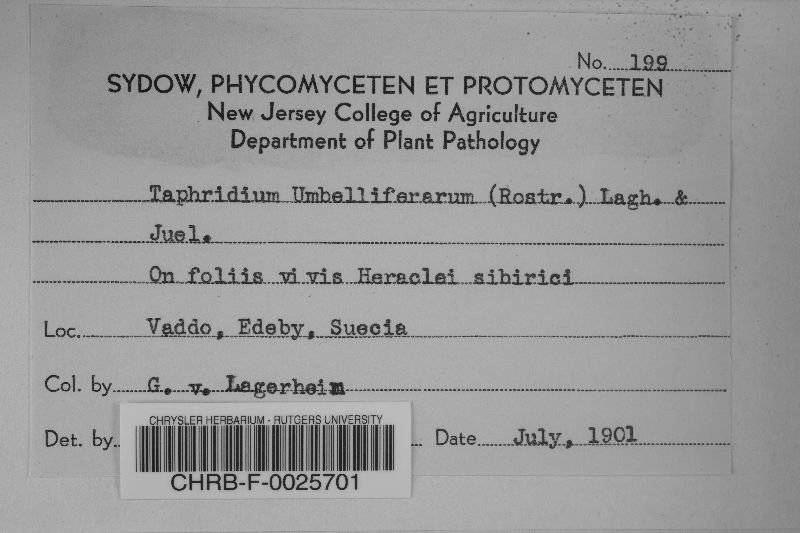 No. 199
SYDOW, PHYCOMYCETEN ET PROTOMYCETEN
New Jersey College of Agriculture
Department of Plant Pathology
Taphridium Umbelliferarum (Rostr.) Lagh. &
Juel.
On foliis vivis Heraclei sibirici
Loc. Vaddo, Edeby, Suecia
Col. by G. v. Lagerheim
Det. by Date July, 1901
CHRYSLER HERBARIUM - RUTGERS UNIVERSITY
CHRB-F-0025701